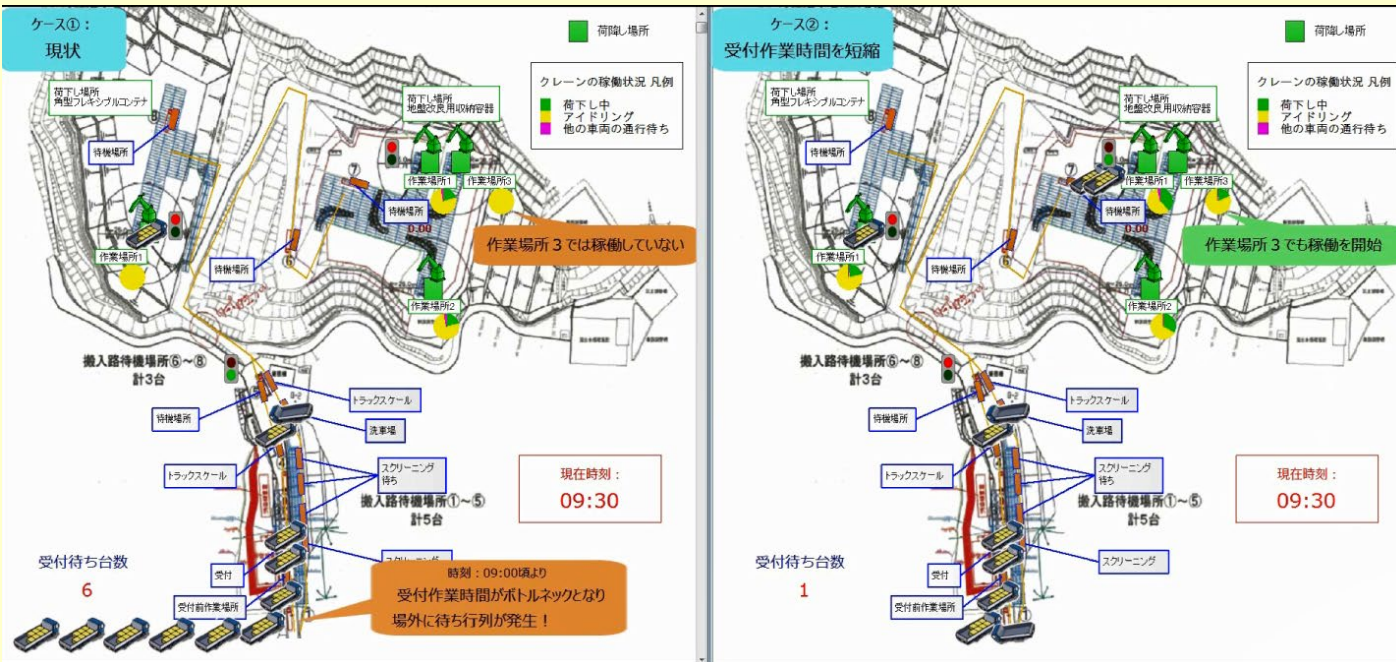 ケース①：
現状
荷降し場所
クレーンの稼働状況 凡例
荷下し中
アイドリング
他の車両の通行待ち
荷下し場所
角型フレキシブルコンテナ
8
待機場所
荷下し場所
地盤改良用収納容器
作業場所1
作業場所3
⑦
待機場所
0.00
作業場所３では稼働していない
作業場所1
待機場所
⑥
作業場所2
搬入路待機場所⑥～⑧
計3台
トラックスケール
待機場所
洗車場
トラックスケール
④
スクリーニング
待ち
搬入路待機場所①～⑤
計5台
現在時刻：
09:30
受付待ち台数
6
受付
スクリーニング
受付前作業場所
①
時刻：09:00頃より
受付作業時間がボトルネックとなり
場外に待ち行列が発生！
ケース②：
受付作業時間を短縮
荷降し場所
クレーンの稼働状況 凡例
荷下し中
アイドリング
他の車両の通行待ち
荷下し場所
角型フレキシブルコンテナ
8
待機場所
荷下し場所
地盤改良用収納容器
⑦
作業場所1
作業場所3
待機場所
0.00
作業場所３でも稼働を開始
作業場所1
待機場所
⑥
作業場所2
搬入路待機場所⑥～⑧
計3台
トラックスケール
待機場所
洗車場
トラックスケール
④
スクリーニング
待ち
搬入路待機場所①～⑤
計5台
現在時刻：
09:30
受付待ち台数
1
受付
スクリーニング
受付前作業場所
①